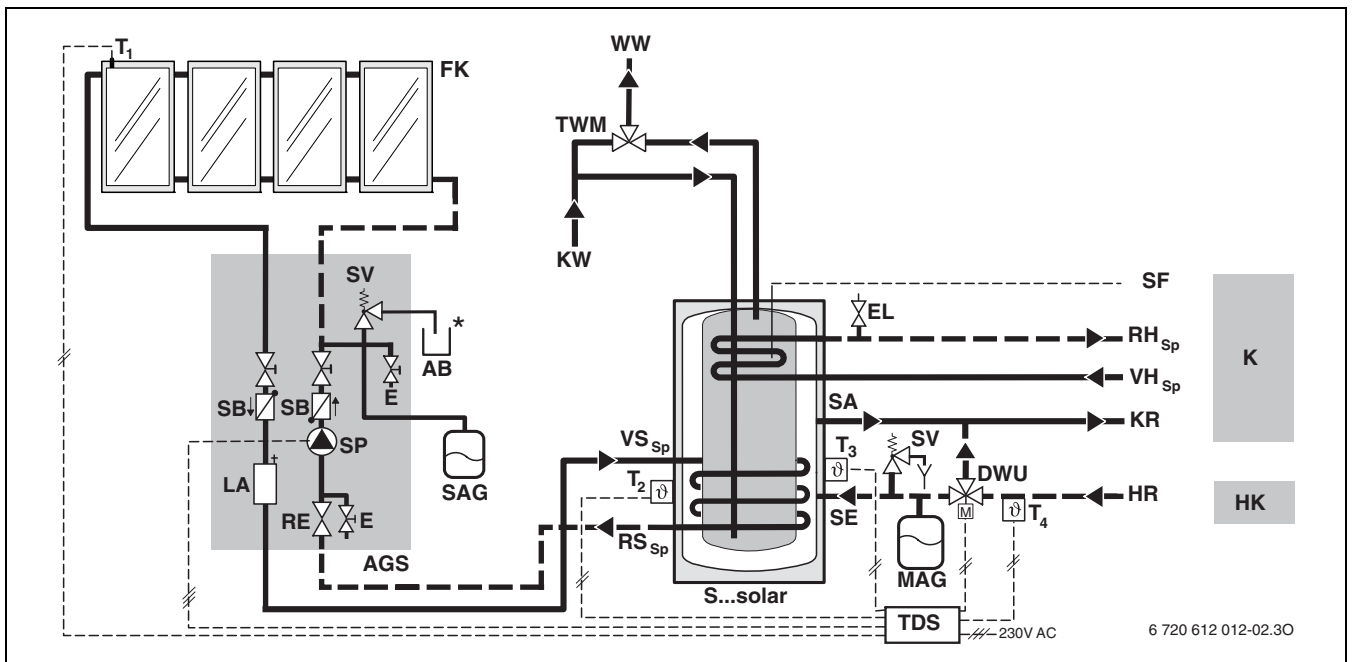 T1
FK
WW
TWM
KW
SV
AB
*
E
SB
SB
SP
LA
SAG
RE
E
AGS
SF
EL
RHSp
VHSp
K
SA
KR
VSSp
T2
ϑ
T3
ϑ
SV
DWU
M
ϑ
T4
HR
HK
SE
RSSp
MAG
S...solar
TDS
230V AC
6 720 612 012-02.3O